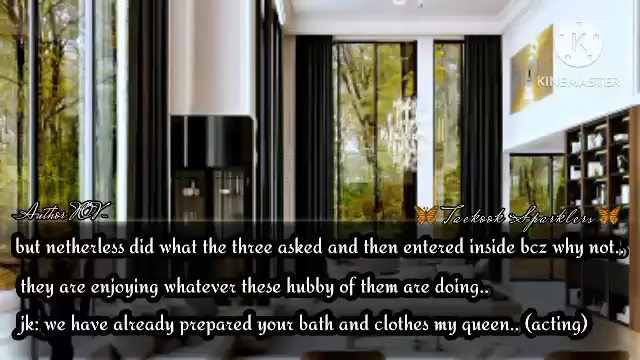 KINEMASTER
Author POV..
🦋Taekook Sparklers🦋
but netherless did what the three asked and then entered inside bcz why not..,
they are enjoying whatever these hubby of them are doing..
jk: we have already prepared your bath and clothes my queen.. (acting)